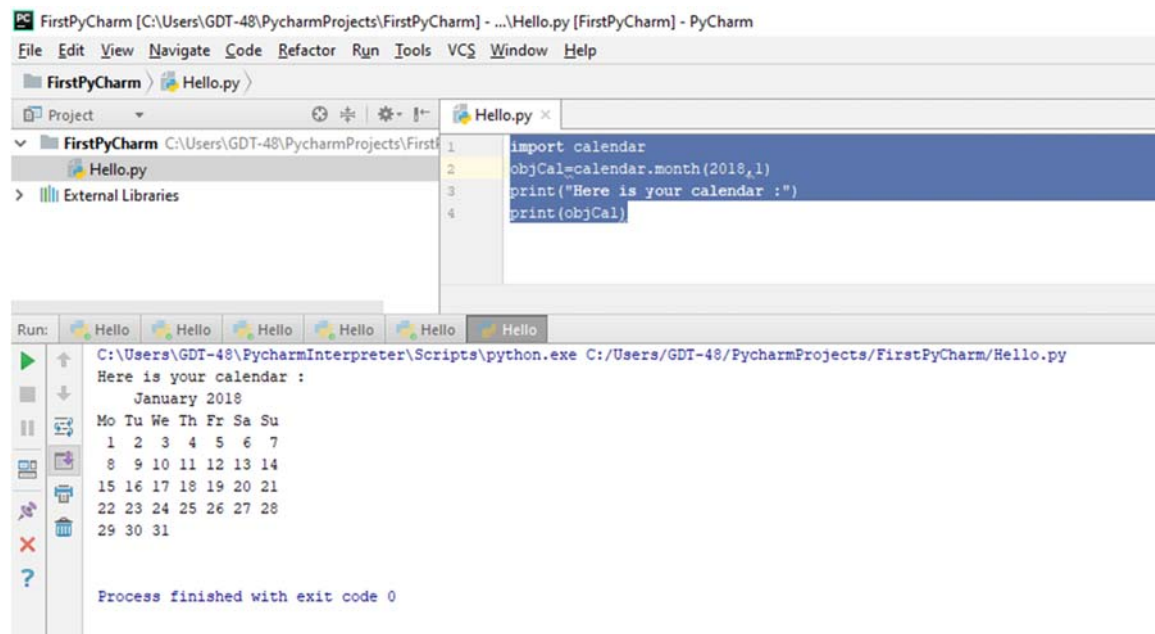 PC FirstPyCharm [C:\Users\GDT-48\PycharmProjects\FirstPyCharm] - ...\Hello.py [FirstPyCharm] - PyCharm
File Edit View Navigate Code Refactor Run Tools VCS Window Help
FirstPyCharm Hello.py
Project
Hello.py
FirstPyCharm C:\Users\GDT-48\PycharmProjects\First
Hello.py
External Libraries
1 import calendar
2 objCal=calendar.month(2018,1)
3 print("Here is your calendar :")
4 print(objCal)
Run: Hello Hello Hello Hello Hello Hello
C:\Users\GDT-48\PycharmInterpreter\Scripts\python.exe C:/Users/GDT-48/PycharmProjects/FirstPyCharm/Hello.py
Here is your calendar :
January 2018
Mo Tu We Th Fr Sa Su
1 2 3 4 5 6 7
8 9 10 11 12 13 14
15 16 17 18 19 20 21
22 23 24 25 26 27 28
29 30 31
Process finished with exit code 0